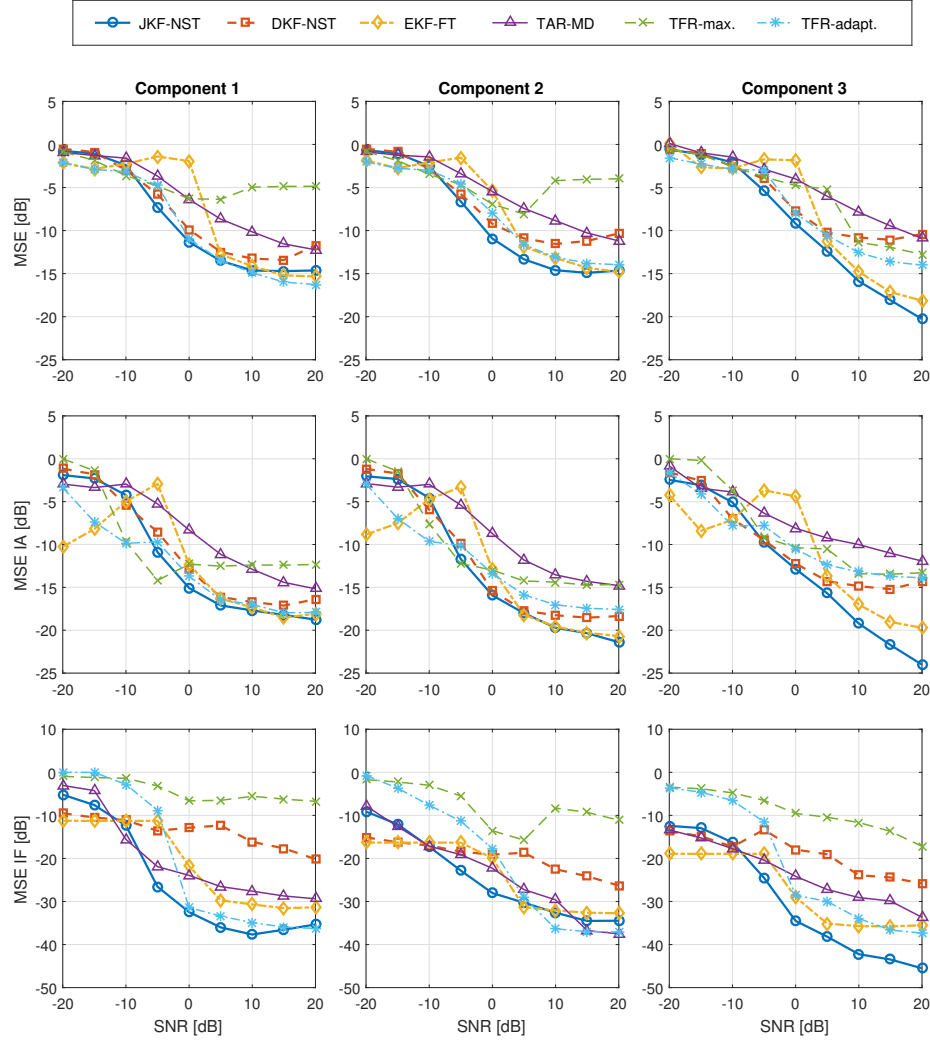 JKF-NST DKF-NST EKF-FT TAR-MD TFR-max. TFR-adapt.
Component 1 Component 2 Component 3
MSE [dB]
5 0 -5 -10 -15 -20 -25
-20 -10 0 10 20
5 0 -5 -10 -15 -20 -25
-20 -10 0 10 20
5 0 -5 -10 -15 -20 -25
-20 -10 0 10 20
MSE IA [dB]
5 0 -5 -10 -15 -20 -25
-20 -10 0 10 20
5 0 -5 -10 -15 -20 -25
-20 -10 0 10 20
5 0 -5 -10 -15 -20 -25
-20 -10 0 10 20
MSE IF [dB]
10 0 -10 -20 -30 -40 -50
-20 -10 0 10 20
SNR [dB]
10 0 -10 -20 -30 -40 -50
-20 -10 0 10 20
SNR [dB]
10 0 -10 -20 -30 -40 -50
-20 -10 0 10 20
SNR [dB]